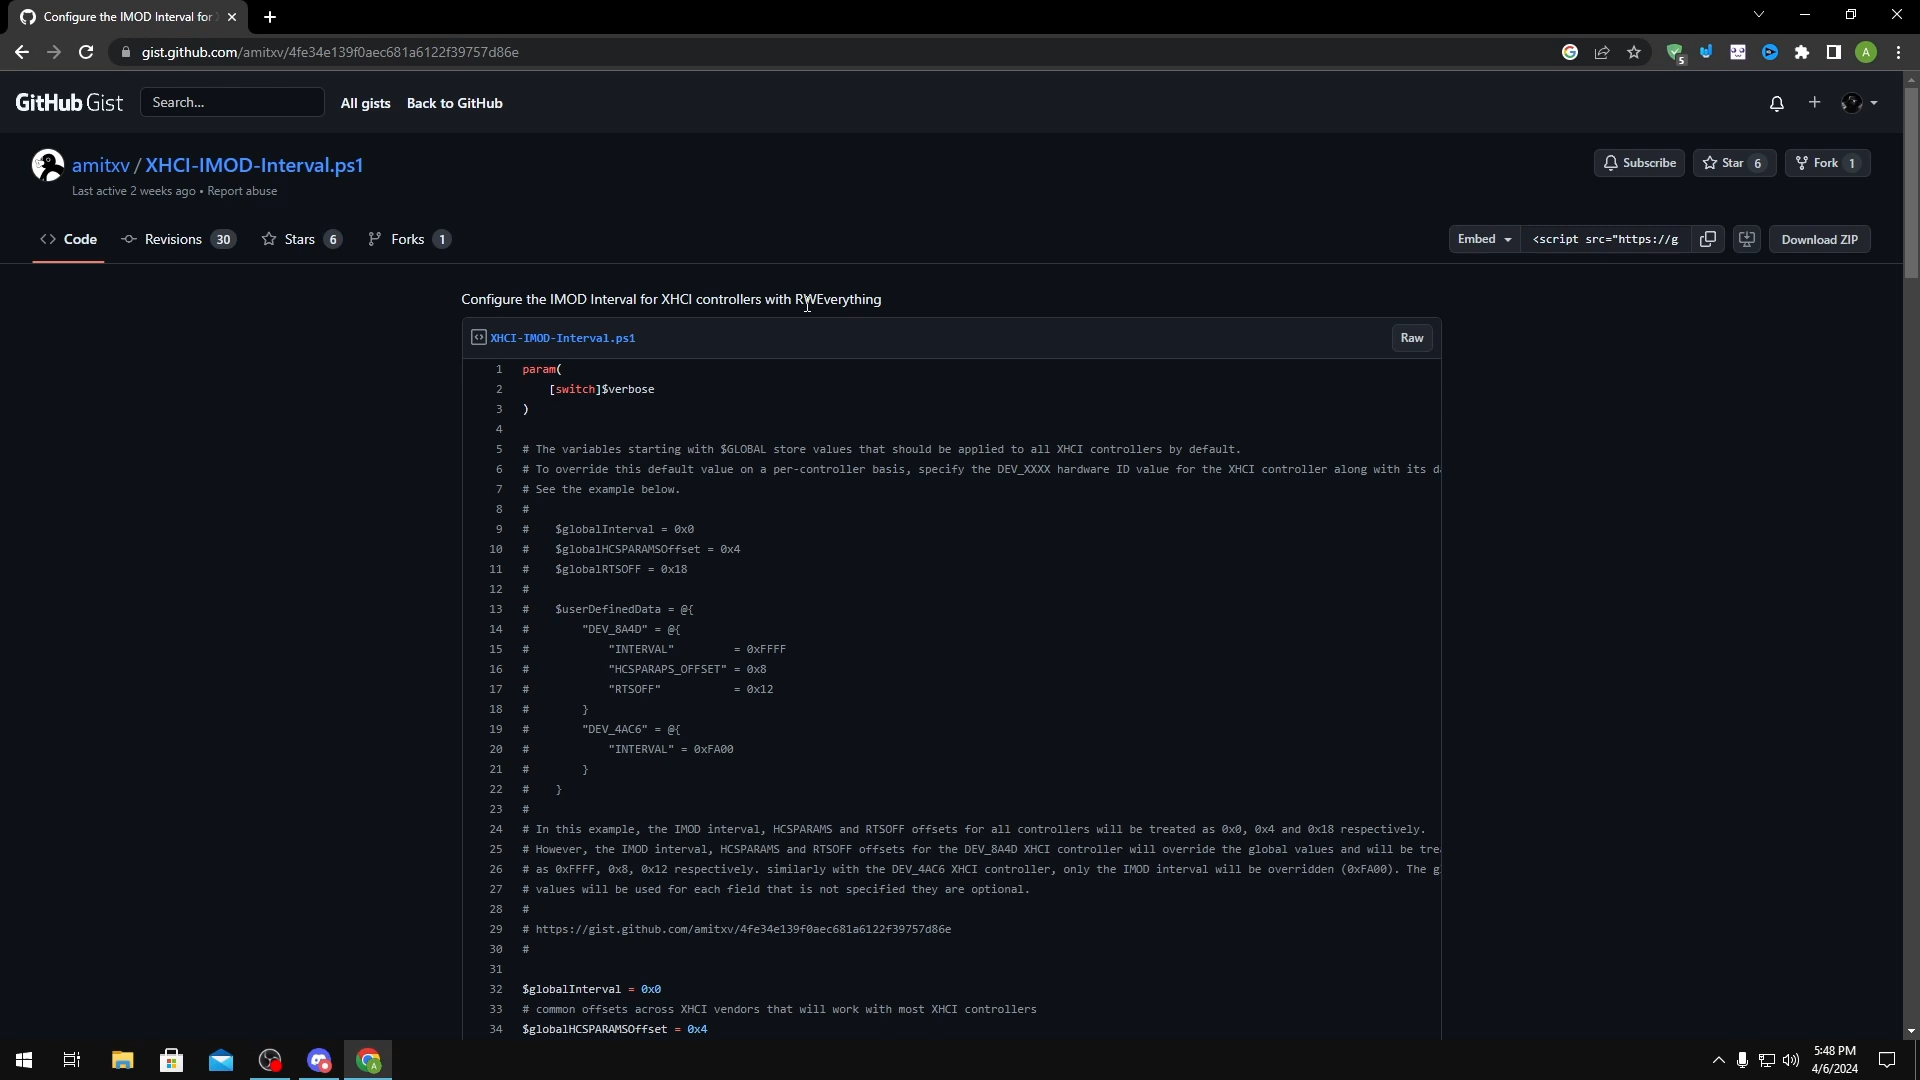 Configure the IMOD Interval for
gist.github.com/amitxv/4fe34e139f0aec681a6122f39757d86e
5
A
GitHub Gist
Search...
All gists
Back to GitHub
amitxv / XHCI-IMOD-Interval.ps1
Last active 2 weeks ago • Report abuse
Subscribe
Star 6
Fork 1
Code
Revisions 30
Stars 6
Forks 1
Embed
<script src="https://g
Download ZIP
Configure the IMOD Interval for XHCI controllers with RWEverything
XHCI-IMOD-Interval.ps1
Raw
1 param(
2 [switch]$verbose
3 )
4
5 # The variables starting with $GLOBAL store values that should be applied to all XHCI controllers by default.
6 # To override this default value on a per-controller basis, specify the DEV_XXXX hardware ID value for the XHCI controller along with its d
7 # See the example below.
8 #
9 # $globalInterval = 0x0
10 # $globalHCSPARAMSOffset = 0x4
11 # $globalRTSOFF = 0x18
12 #
13 # $userDefinedData = @{
14 # "DEV_8A4D" = @{
15 # "INTERVAL" = 0xFFFF
16 # "HCSPARAPS_OFFSET" = 0x8
17 # "RTSOFF" = 0x12
18 # }
19 # "DEV_4AC6" = @{
20 # "INTERVAL" = 0xFA00
21 # }
22 # }
23 #
24 # In this example, the IMOD interval, HCSPARAMS and RTSOFF offsets for all controllers will be treated as 0x0, 0x4 and 0x18 respectively.
25 # However, the IMOD interval, HCSPARAMS and RTSOFF offsets for the DEV_8A4D XHCI controller will override the global values and will be tre
26 # as 0xFFFF, 0x8, 0x12 respectively. similarly with the DEV_4AC6 XHCI controller, only the IMOD interval will be overridden (0xFA00). The g
27 # values will be used for each field that is not specified they are optional.
28 #
29 # https://gist.github.com/amitxv/4fe34e139f0aec681a6122f39757d86e
30 #
31
32 $globalInterval = 0x0
33 # common offsets across XHCI vendors that will work with most XHCI controllers
34 $globalHCSPARAMSOffset = 0x4
A
5:48 PM
4/6/2024